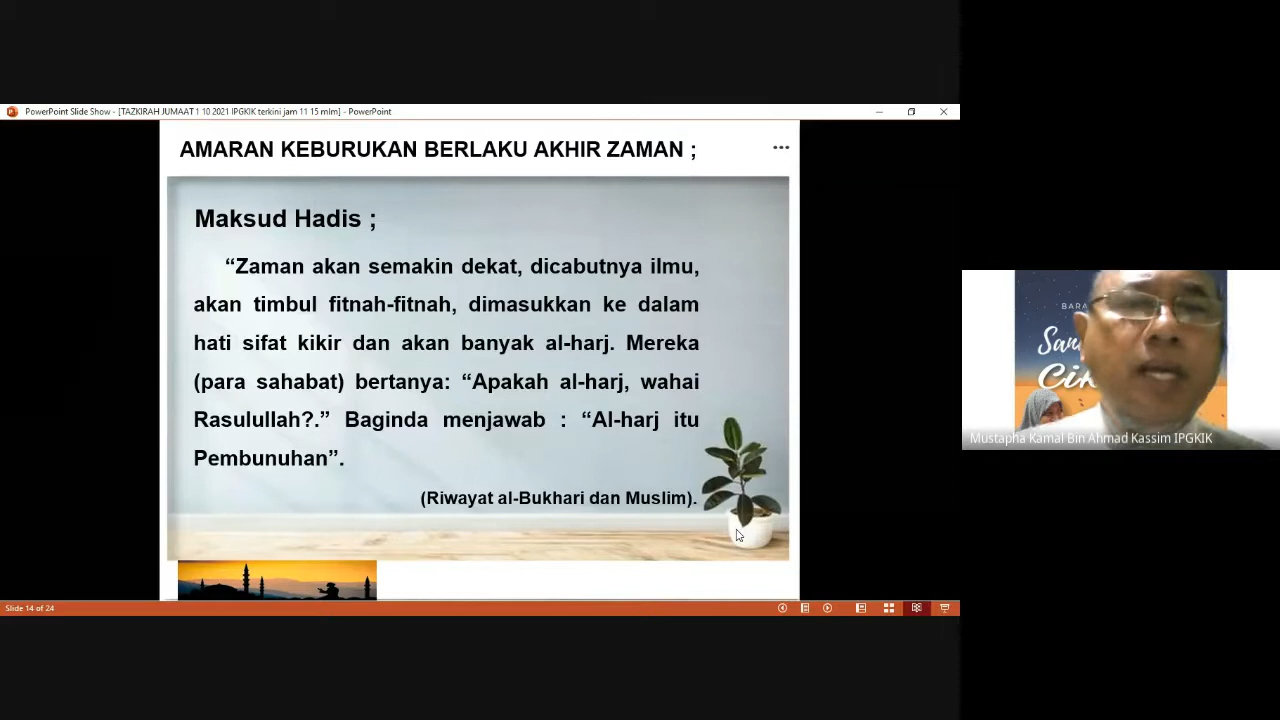 PowerPoint Slide Show - [TAZKIRAH JUMAAT 1 10 2021 IPGKIK terkini jam 11 15 mlm] - PowerPoint
AMARAN KEBURUKAN BERLAKU AKHIR ZAMAN ;
Maksud Hadis ;
“Zaman akan semakin dekat, dicabutnya ilmu,
akan timbul fitnah-fitnah, dimasukkan ke dalam
hati sifat kikir dan akan banyak al-harj. Mereka
(para sahabat) bertanya: “Apakah al-harj, wahai
Rasulullah?.” Baginda menjawab : “Al-harj itu
Pembunuhan”.
(Riwayat al-Bukhari dan Muslim).
Slide 14 of 24
BARA
Mustapha Kamal Bin Ahmad Kassim IPGKIK